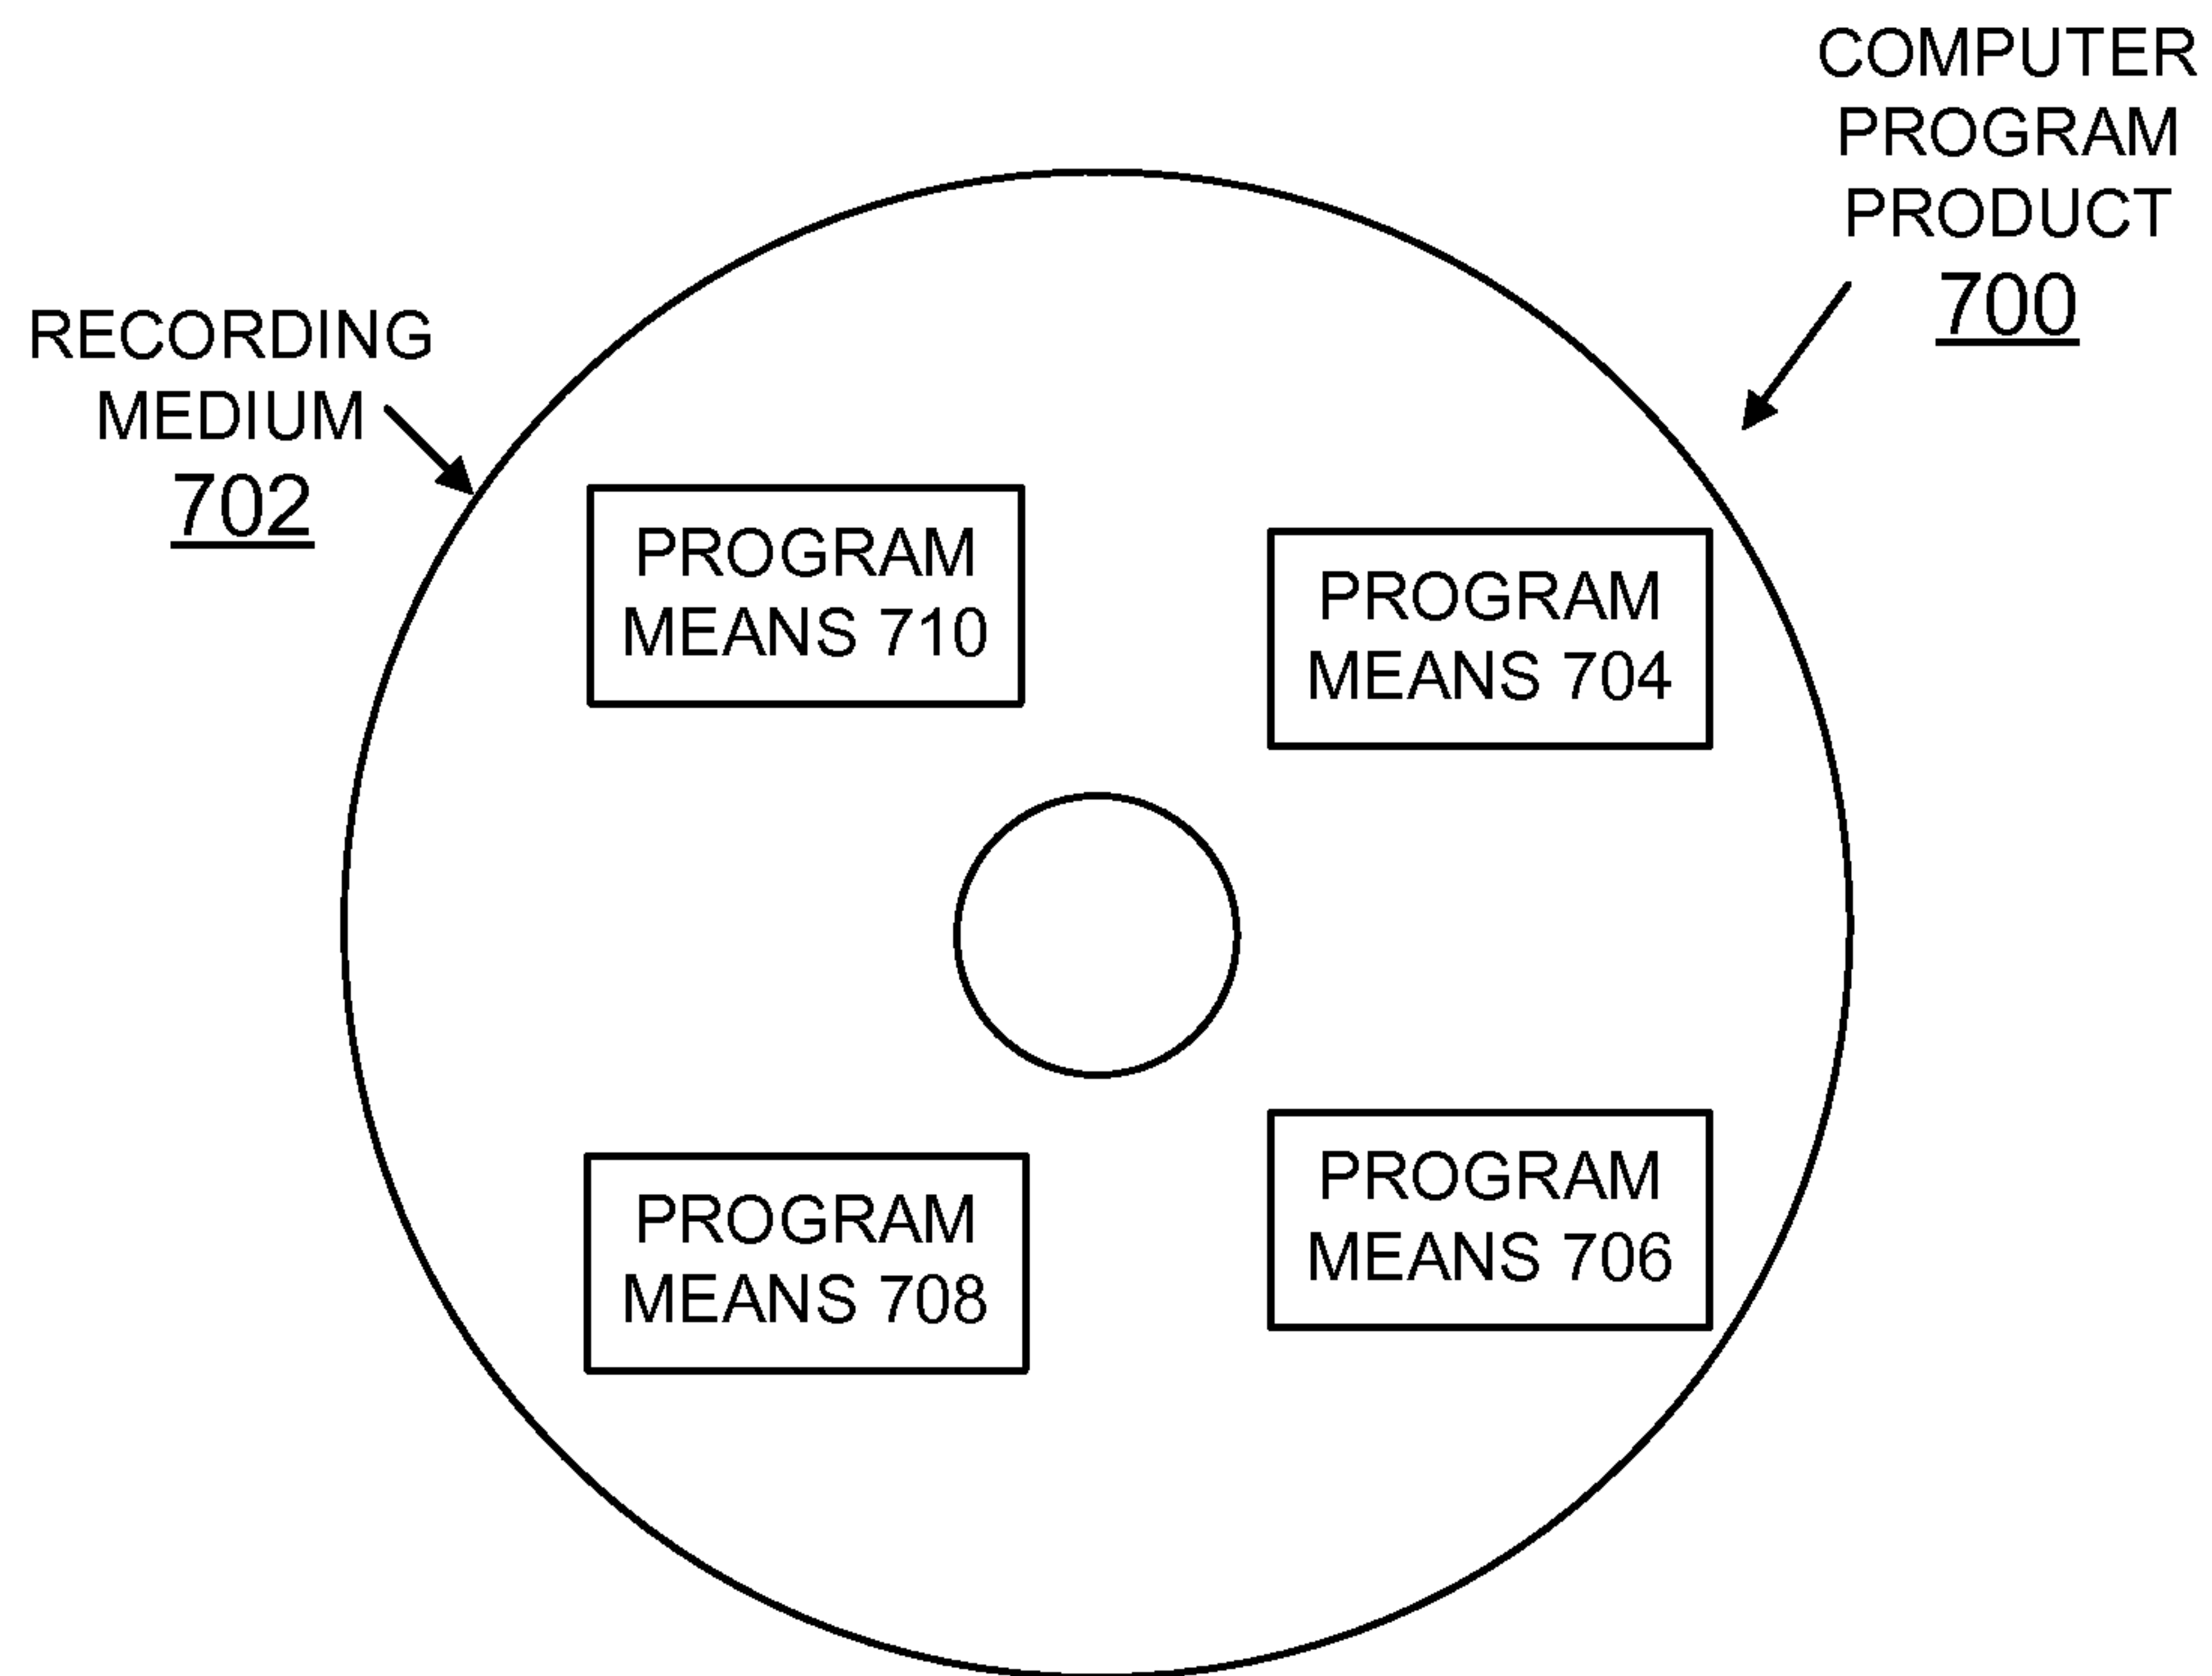 COMPUTER
PROGRAM
PRODUCT
700
RECORDING
MEDIUM
702
PROGRAM
MEANS 710
PROGRAM
MEANS 704
PROGRAM
MEANS 708
PROGRAM
MEANS 706